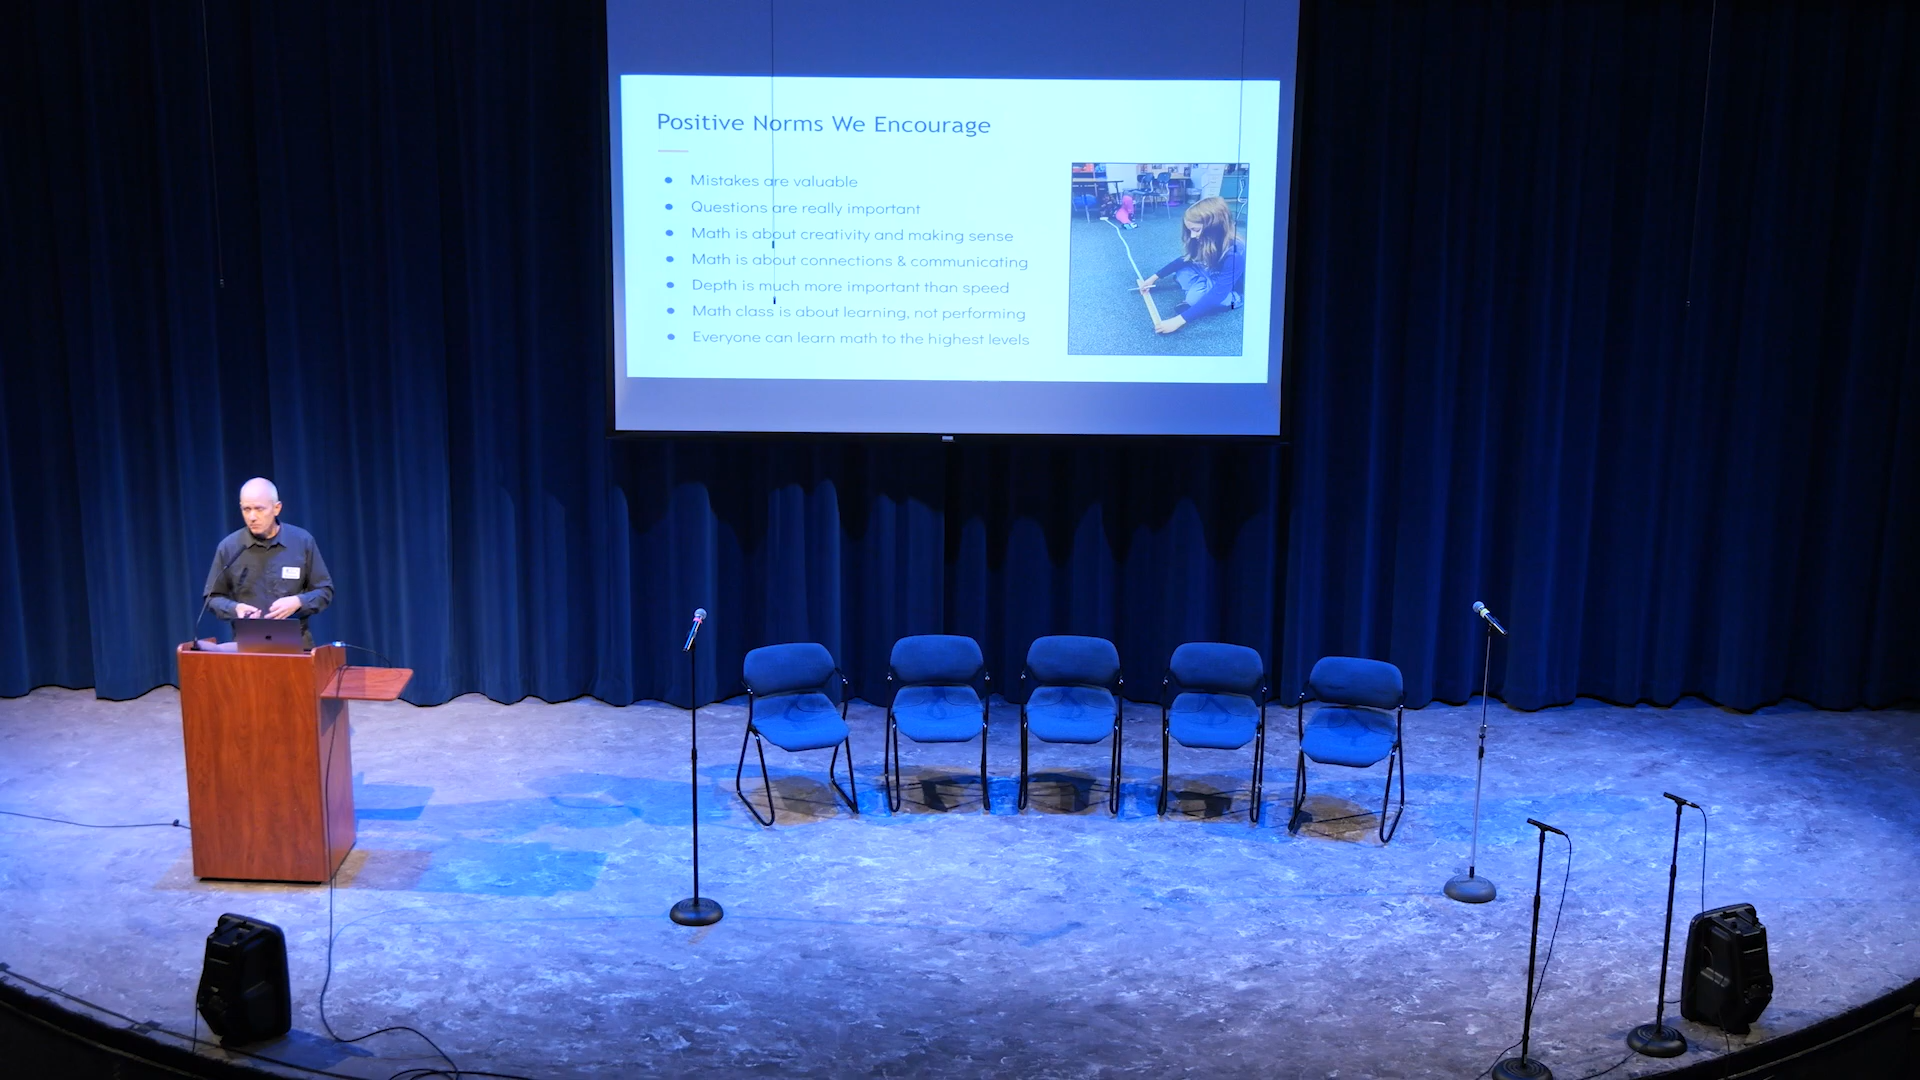 Positive Norms We Encourage
● Mistakes are valuable
● Questions are really important
● Math is about creativity and making sense
● Math is about connections & communicating
● Depth is much more important than speed
● Math class is about learning, not performing
● Everyone can learn math to the highest levels